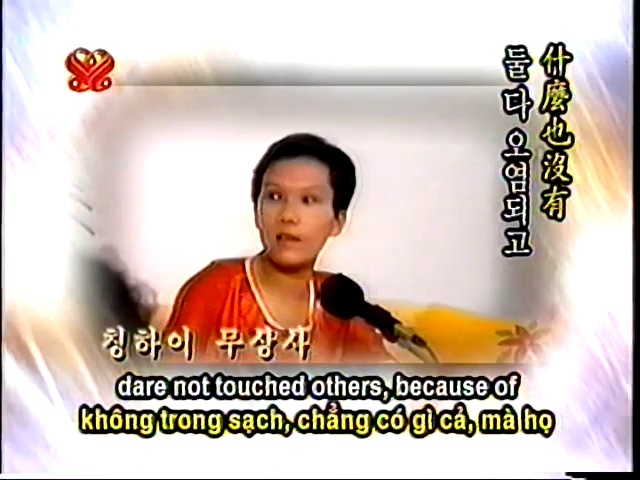 什麼也沒有
둘 다 오염되고
칭하이 무상사
dare not touched others, because of
không trong sạch, chẳng có gì cả, mà họ